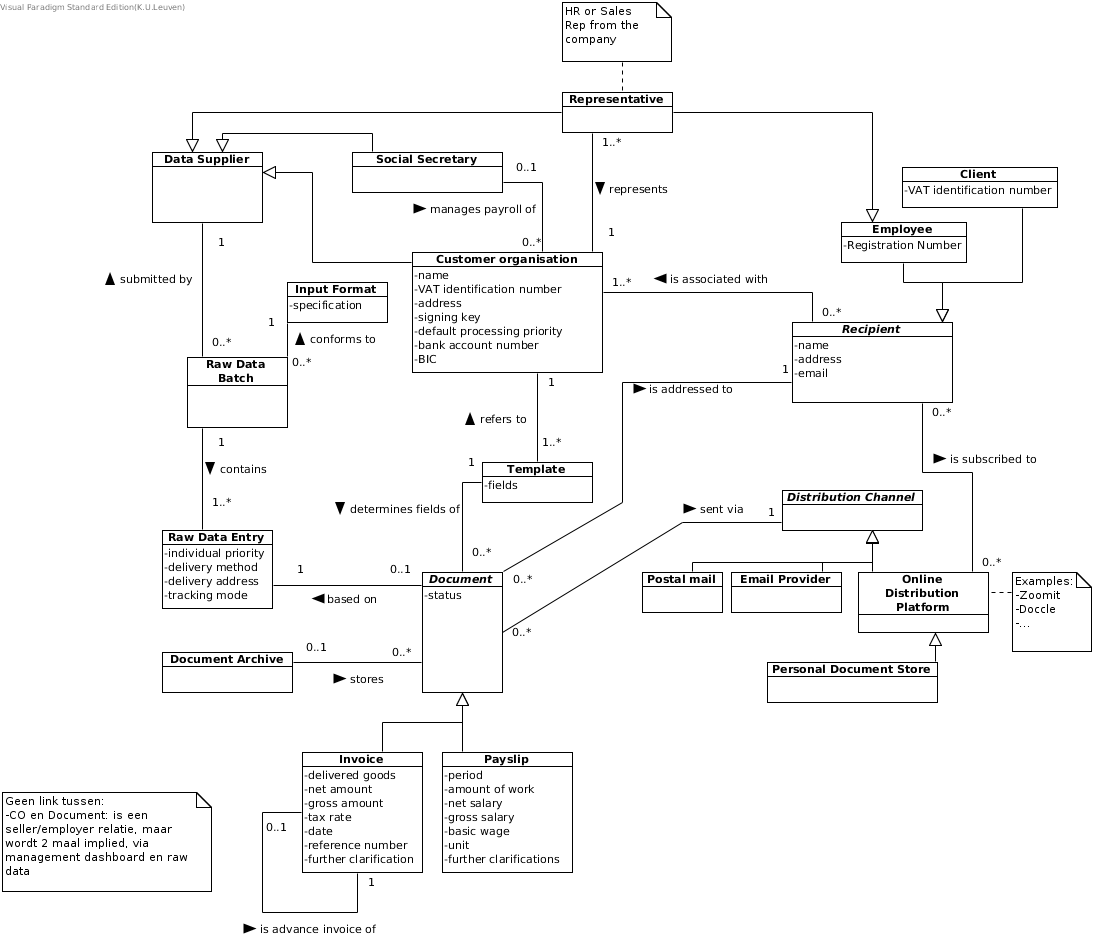 Visual Paradigm Standard Edition(K.U.Leuven)
HR or Sales
Rep from the
company
Representative
1..*
represents
1
Data Supplier
Social Secretary
0..1
manages payroll of
0..*
Client
-VAT identification number
Employee
-Registration Number
1
submitted by
0..*
Input Format
-specification
1
conforms to
0..*
Customer organisation
-name
-VAT identification number
-address
-signing key
-default processing priority
-bank account number
-BIC
is associated with
1..*
0..*
Recipient
-name
-address
-email
1
is addressed to
0..*
is subscribed to
0..*
Raw Data
Batch
1
contains
1..*
1
refers to
1..*
Template
-fields
1
determines fields of
0..*
sent via
1
Distribution Channel
Raw Data Entry
-individual priority
-delivery method
-delivery address
-tracking mode
1
0..1
based on
Document
-status
0..*
0..*
Postal mail
Email Provider
Online
Distribution
Platform
Examples:
-Zoomit
-Doccle
-...
Document Archive
0..1
0..*
stores
Personal Document Store
Invoice
-delivered goods
-net amount
-gross amount
-tax rate
-date
-reference number
-further clarification
0..1
1
is advance invoice of
Payslip
-period
-amount of work
-net salary
-gross salary
-basic wage
-unit
-further clarifications
Geen link tussen:
-CO en Document: is een
seller/employer relatie, maar
wordt 2 maal implied, via
management dashboard en raw
data